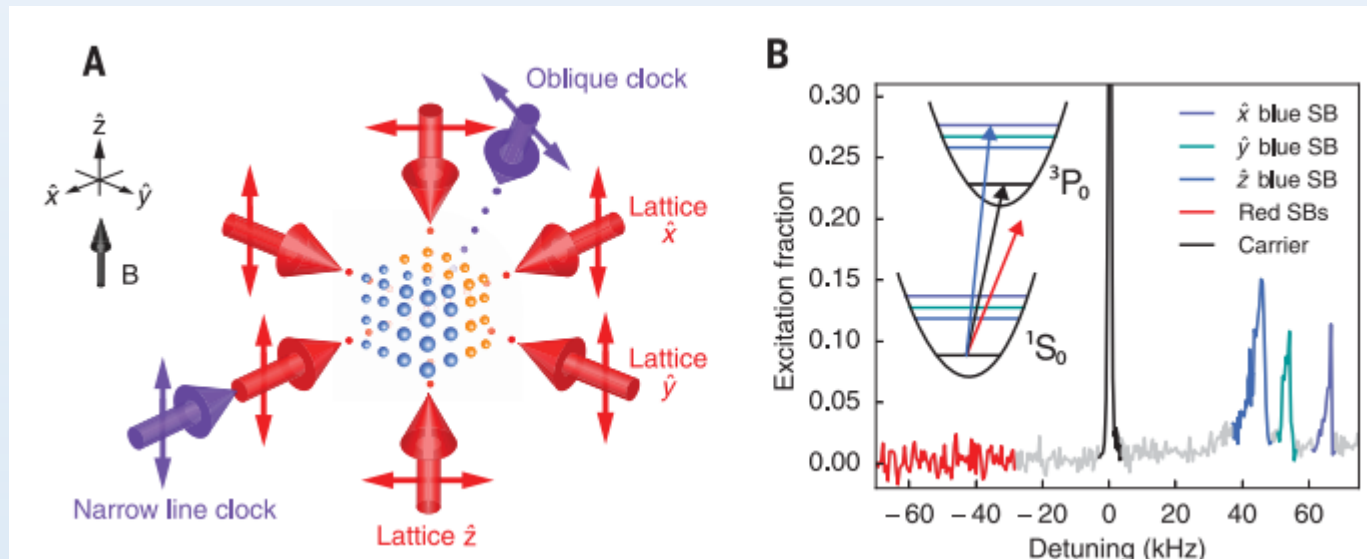 A
Oblique clock
ẑ
x̂
ŷ
B
Lattice
x̂
Lattice
ŷ
Narrow line clock
Lattice ẑ
B
Excitation fraction
0.30
0.25
0.20
0.15
0.10
0.05
0.00
³P₀
¹S₀
x̂ blue SB
ŷ blue SB
ẑ blue SB
Red SBs
Carrier
−60 −40 −20 0 20 40 60
Detuning (kHz)